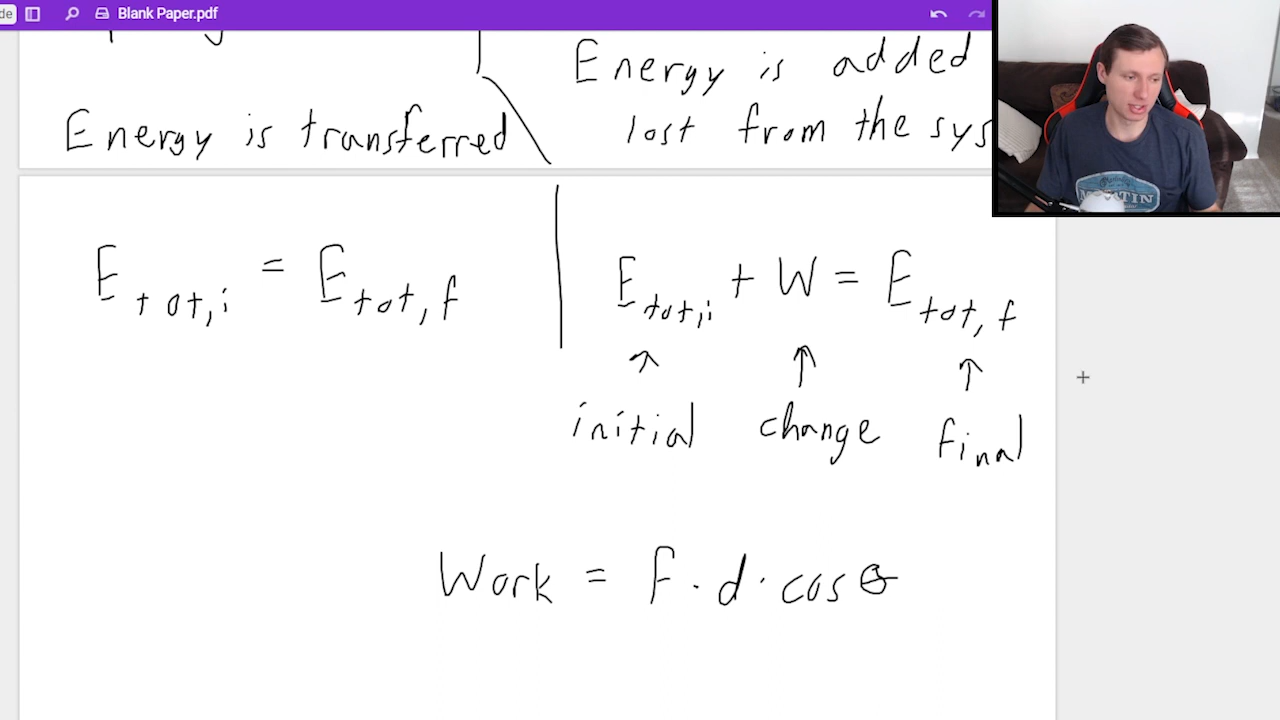 de
Blank Paper.pdf
Energy is transferred
Energy is added
lost from the sys
E tot,i = E tot,f
E tot,i + W = E tot,f
↑ ↑ ↑
initial change final
Work = F · d · cos θ